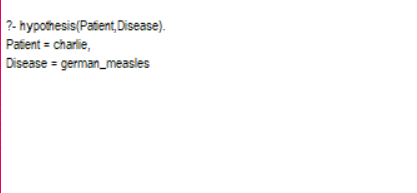 ?- hypothesis(Patient,Disease).
Patient = charlie,
Disease = german_measles